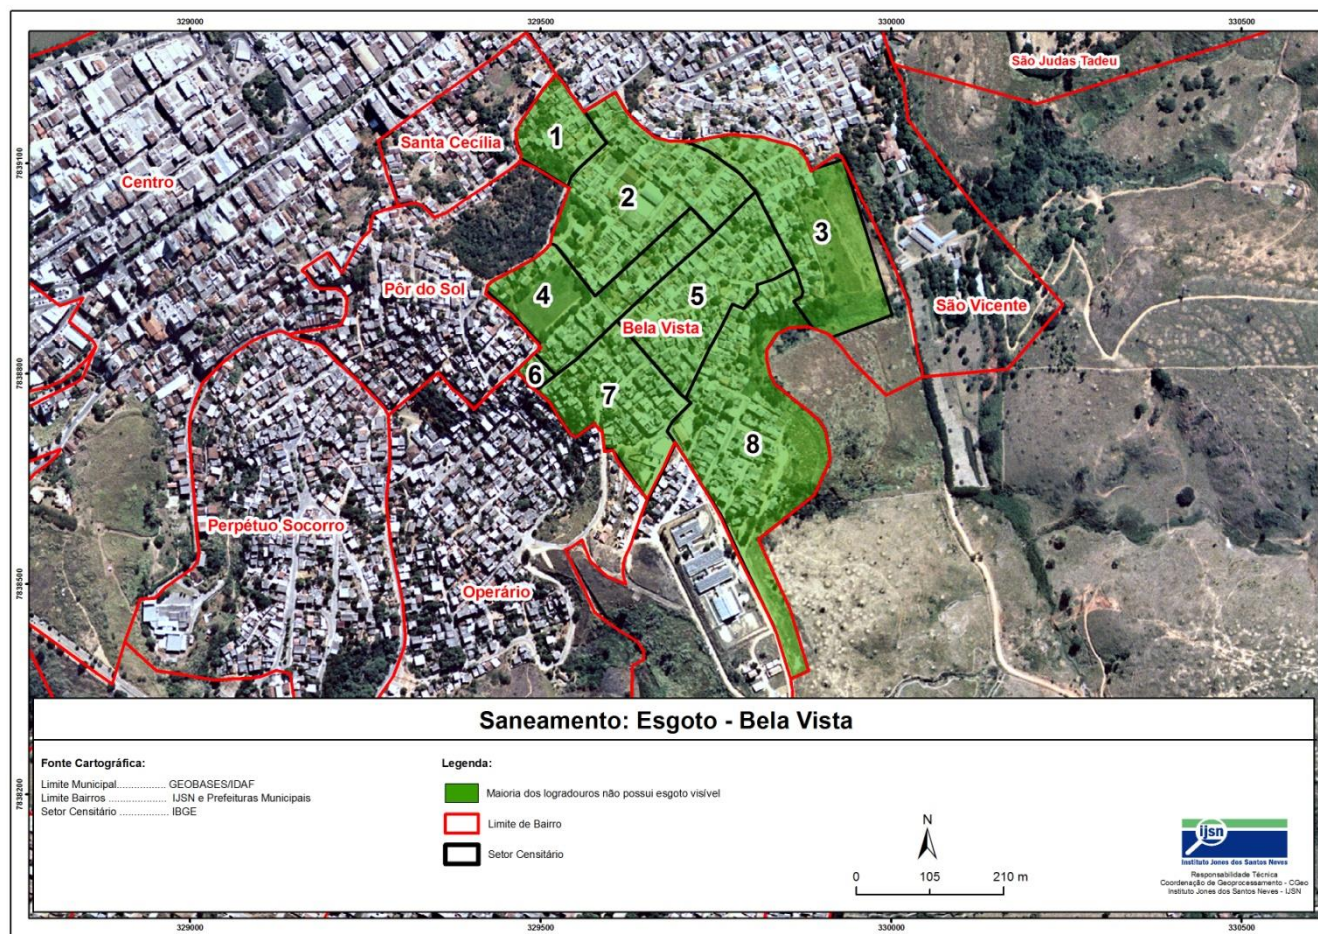 329000 329500 330000 330500
São Judas Tadeu
1
Santa Cecília
7839100
Centro
2
3
Pôr do Sol
4
5
São Vicente
Bela Vista
7838800
6
7
8
Perpétuo Socorro
7838500
Operário
Saneamento: Esgoto - Bela Vista
Fonte Cartográfica:
Limite Municipal................. GEOBASES/IDAF
Limite Bairros .................... IJSN e Prefeituras Municipais
Setor Censitário ................. IBGE
Legenda:
Maioria dos logradouros não possui esgoto visível
Limite de Bairro
Setor Censitário
7838200
N
0 105 210 m
ijsn
Instituto Jones dos Santos Neves
Responsabilidade Técnica
Coordenação de Geoprocessamento - CGeo
Instituto Jones dos Santos Neves - IJSN
329000 329500 330000 330500